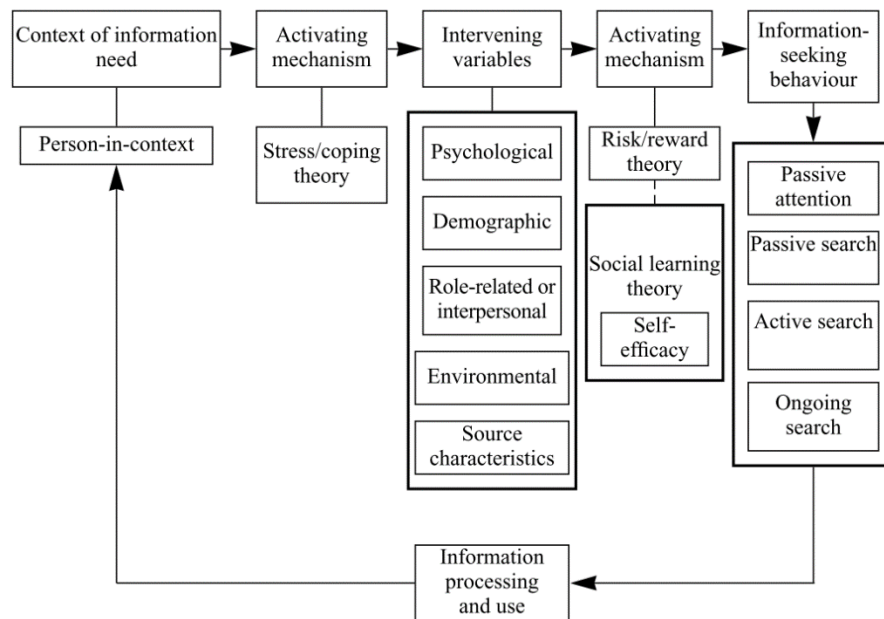 Context of information
need
Activating
mechanism
Intervening
variables
Activating
mechanism
Information-
seeking
behaviour
Person-in-context
Stress/coping
theory
Psychological
Demographic
Role-related or
interpersonal
Environmental
Source
characteristics
Risk/reward
theory
Social learning
theory
Self-
efficacy
Passive
attention
Passive search
Active search
Ongoing
search
Information
processing
and use